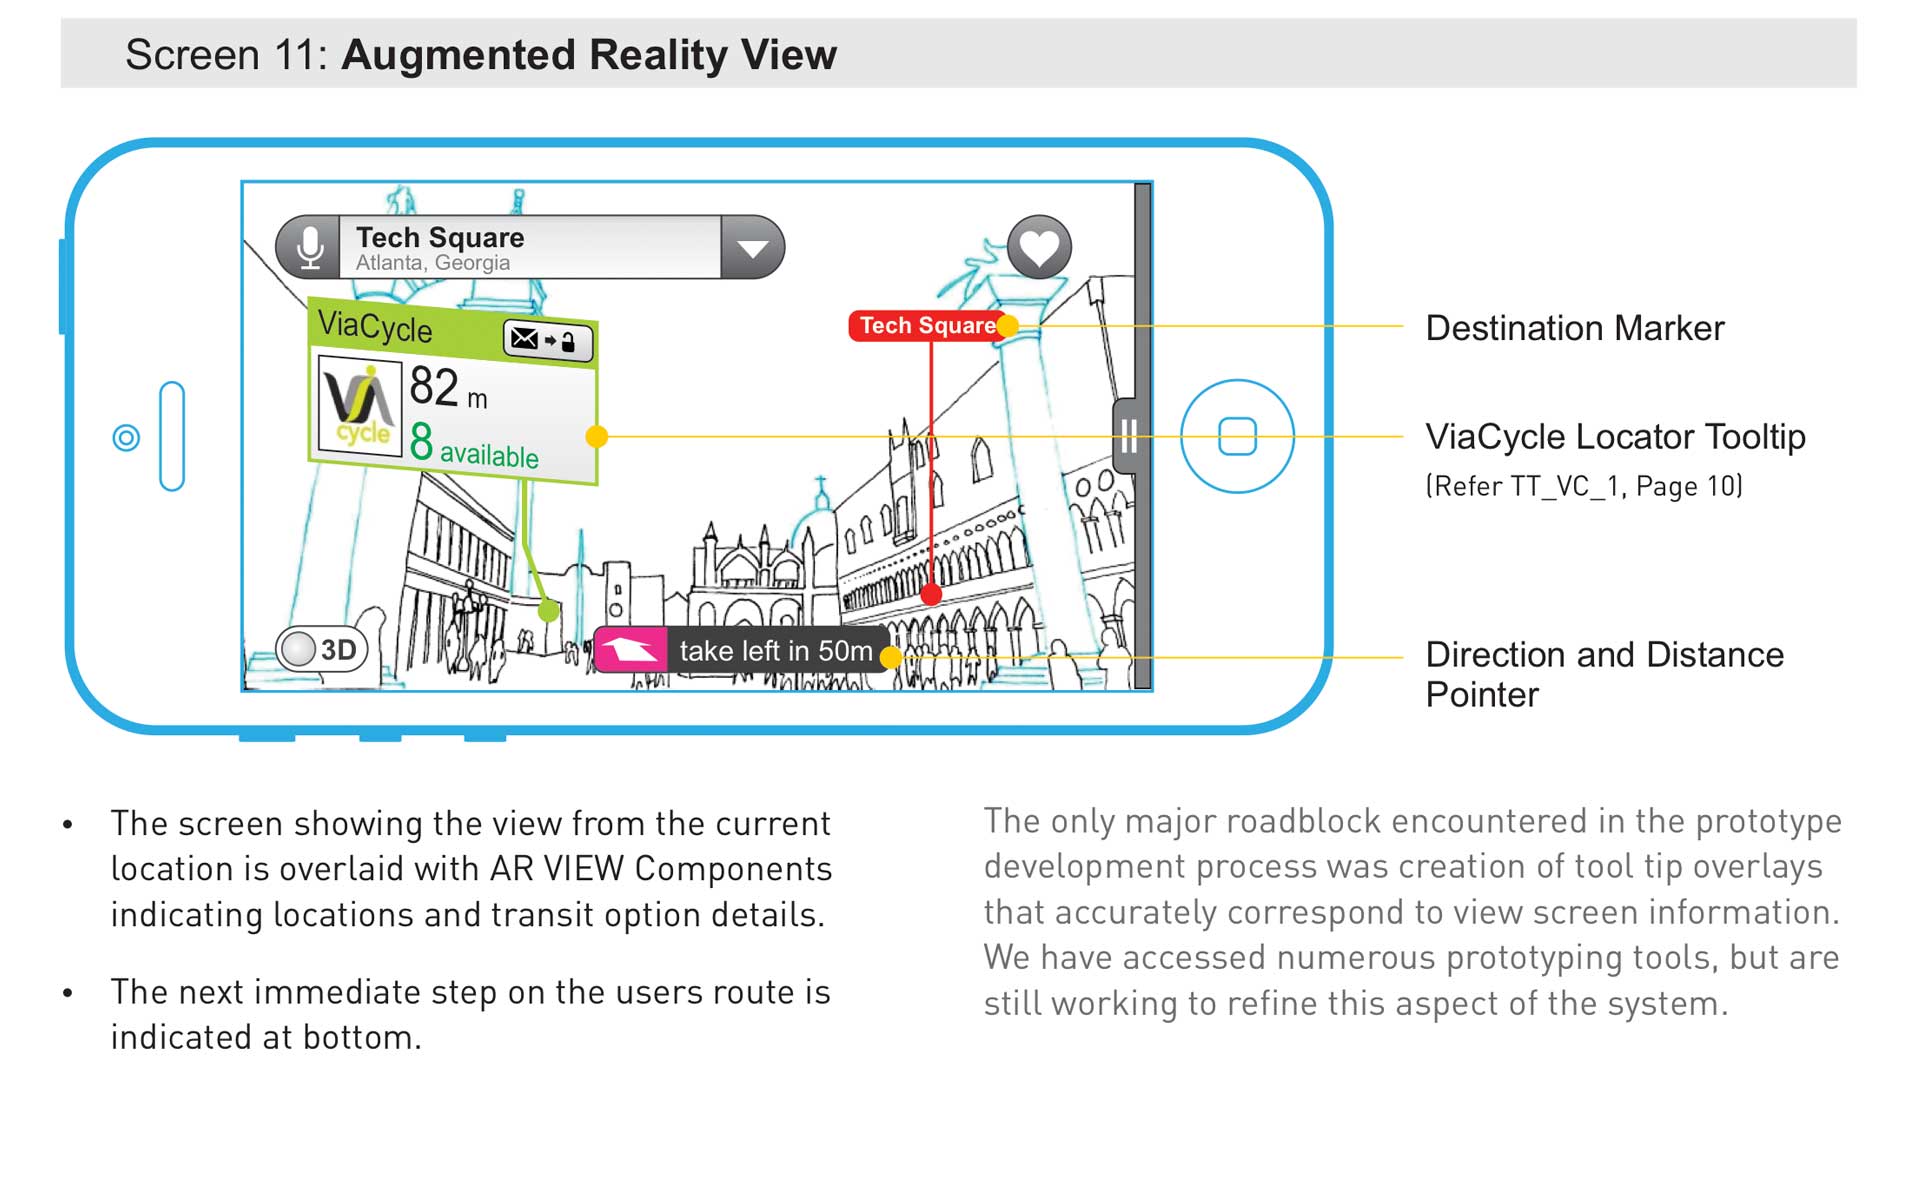 Screen 11: Augmented Reality View
Tech Square
Atlanta, Georgia
ViaCycle
VIA
cycle
82 m
8 available
Tech Square
3D
take left in 50m
Destination Marker
ViaCycle Locator Tooltip
(Refer TT_VC_1, Page 10)
Direction and Distance
Pointer
• The screen showing the view from the current
location is overlaid with AR VIEW Components
indicating locations and transit option details.
• The next immediate step on the users route is
indicated at bottom.
The only major roadblock encountered in the prototype
development process was creation of tool tip overlays
that accurately correspond to view screen information.
We have accessed numerous prototyping tools, but are
still working to refine this aspect of the system.